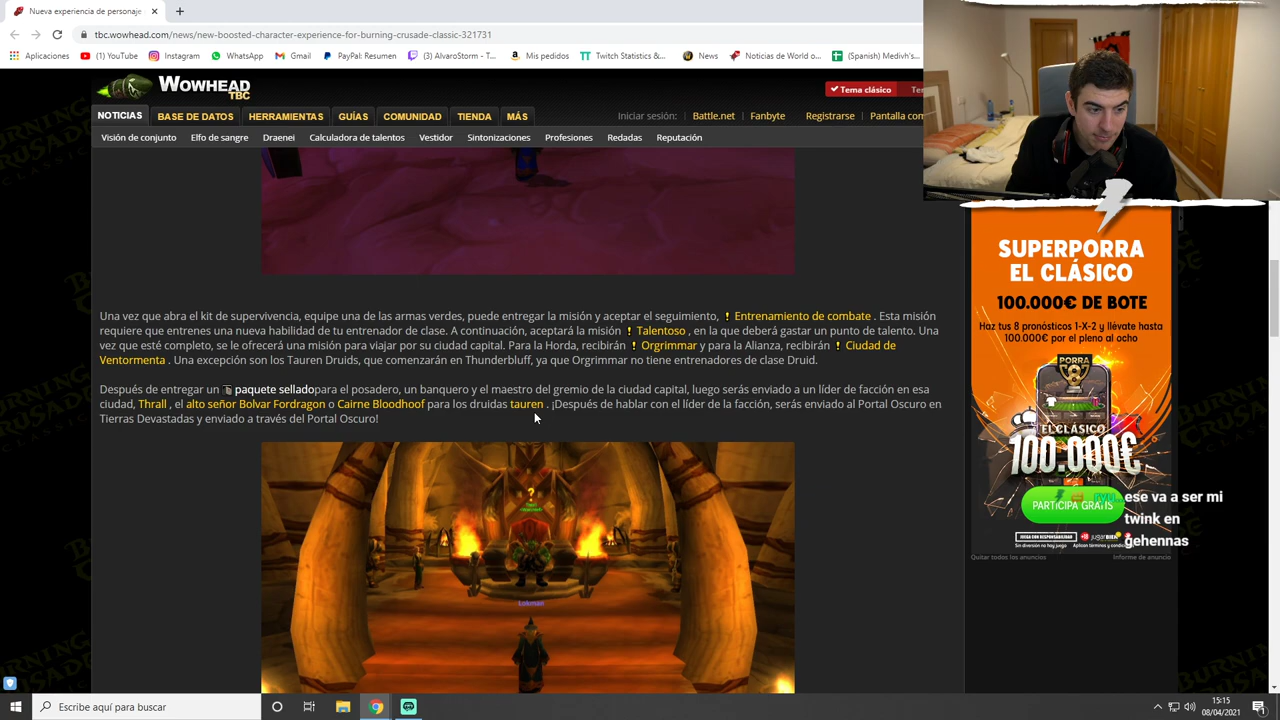 Nueva experiencia de personaje
tbc.wowhead.com/news/new-boosted-character-experience-for-burning-crusade-classic-321731
Aplicaciones (1) YouTube Instagram WhatsApp Gmail PayPal: Resumen (3) AlvaroStorm - T... Mis pedidos Twitch Statistics &... News Noticias de World o... (Spanish) Medivh's...
WOWHEAD
TBC
Tema clásico
NOTICIAS BASE DE DATOS HERRAMIENTAS GUÍAS COMUNIDAD TIENDA MÁS Iniciar sesión: Battle.net Fanbyte Registrarse
Visión de conjunto Elfo de sangre Draenei Calculadora de talentos Vestidor Sintonizaciones Profesiones Redadas Reputación
Una vez que abra el kit de supervivencia, equipe una de las armas verdes, puede entregar la misión y aceptar el seguimiento, ! Entrenamiento de combate . Esta misión
requiere que entrenes una nueva habilidad de tu entrenador de clase. A continuación, aceptará la misión ! Talentoso , en la que deberá gastar un punto de talento. Una
vez que esté completo, se le ofrecerá una misión para viajar por su ciudad capital. Para la Horda, recibirán ! Orgrimmar y para la Alianza, recibirán ! Ciudad de
Ventormenta . Una excepción son los Tauren Druids, que comenzarán en Thunderbluff, ya que Orgrimmar no tiene entrenadores de clase Druid.
Después de entregar un paqueteselladopara el posadero, un banquero y el maestro del gremio de la ciudad capital, luego serás enviado a un líder de facción en esa
ciudad, Thrall , el alto señor Bolvar Fordragon o Cairne Bloodhoof para los druidas tauren . ¡Después de hablar con el líder de la facción, serás enviado al Portal Oscuro en
Tierras Devastadas y enviado a través del Portal Oscuro!
Lokman
SUPERPORRA
EL CLÁSICO
100.000€ DE BOTE
Haz tus 8 pronósticos 1-X-2 y llévate hasta
100.000€ por el pleno al ocho
PORRA
EL CLÁSICO
100.000€
PARTICIPA GRATIS
Quitar todos los anuncios Informe de anuncio
ese va a ser mi
twink en
gehennas
Escribe aquí para buscar
15:15
08/04/2021